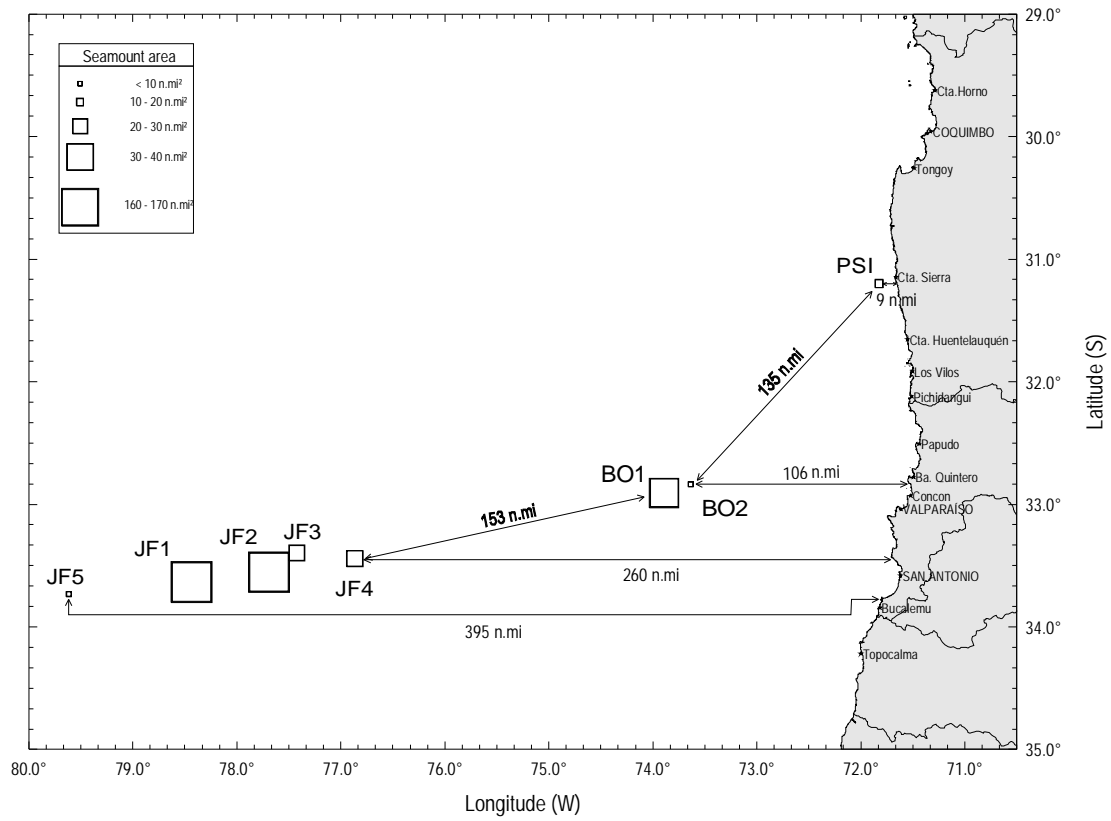 Seamount area
< 10 n.mi²
10 - 20 n.mi²
20 - 30 n.mi²
30 - 40 n.mi²
160 - 170 n.mi²
29.0°
Cta.Horno
30.0°
COQUIMBO
Tongoy
31.0°
PSI
Cta. Sierra
9 n.mi
Cta. Huentelauquén
135 n.mi
Los Vilos
32.0°
Pichidangui
Latitude (S)
Papudo
BO1
106 n.mi
Ba. Quintero
BO2
Concon
33.0°
VALPARAÍSO
153 n.mi
JF1
JF2
JF3
JF4
260 n.mi
SAN ANTONIO
JF5
Bucalemu
395 n.mi
34.0°
Topocalma
35.0°
80.0° 79.0° 78.0° 77.0° 76.0° 75.0° 74.0° 73.0° 72.0° 71.0°
Longitude (W)